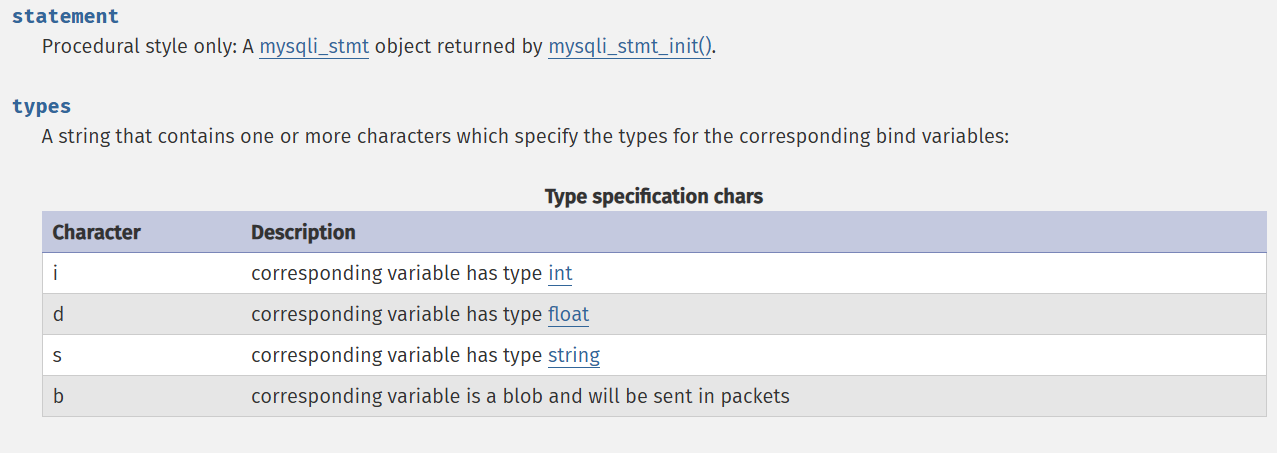 statement
Procedural style only: A mysqli_stmt object returned by mysqli_stmt_init().
types
A string that contains one or more characters which specify the types for the corresponding bind variables:
Type specification chars
Character Description
i corresponding variable has type int
d corresponding variable has type float
s corresponding variable has type string
b corresponding variable is a blob and will be sent in packets